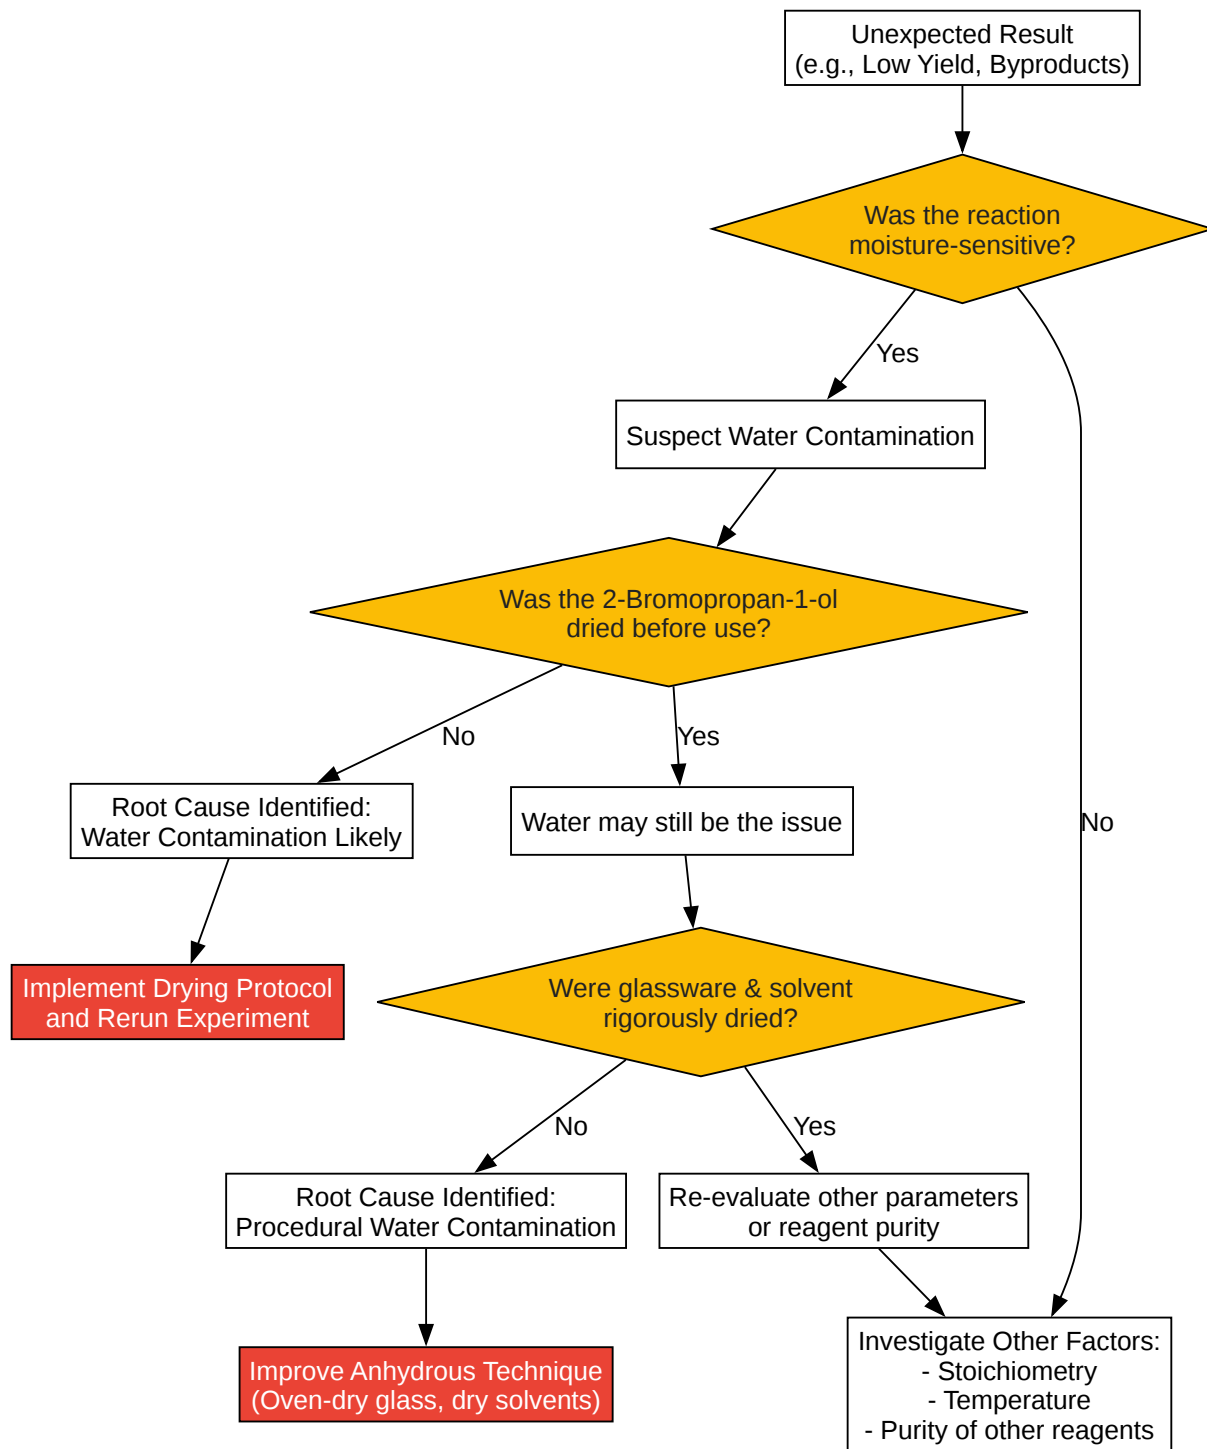 Unexpected Result
(e.g., Low Yield, Byproducts)
Was the reaction
moisture-sensitive?
Yes
Suspect Water Contamination
Was the 2-Bromopropan-1-ol
dried before use?
No
Yes
Root Cause Identified:
Water Contamination Likely
Water may still be the issue
No
Implement Drying Protocol
and Rerun Experiment
Were glassware & solvent
rigorously dried?
No
Yes
Root Cause Identified:
Procedural Water Contamination
Re-evaluate other parameters
or reagent purity
Improve Anhydrous Technique
(Oven-dry glass, dry solvents)
Investigate Other Factors:
- Stoichiometry
- Temperature
- Purity of other reagents